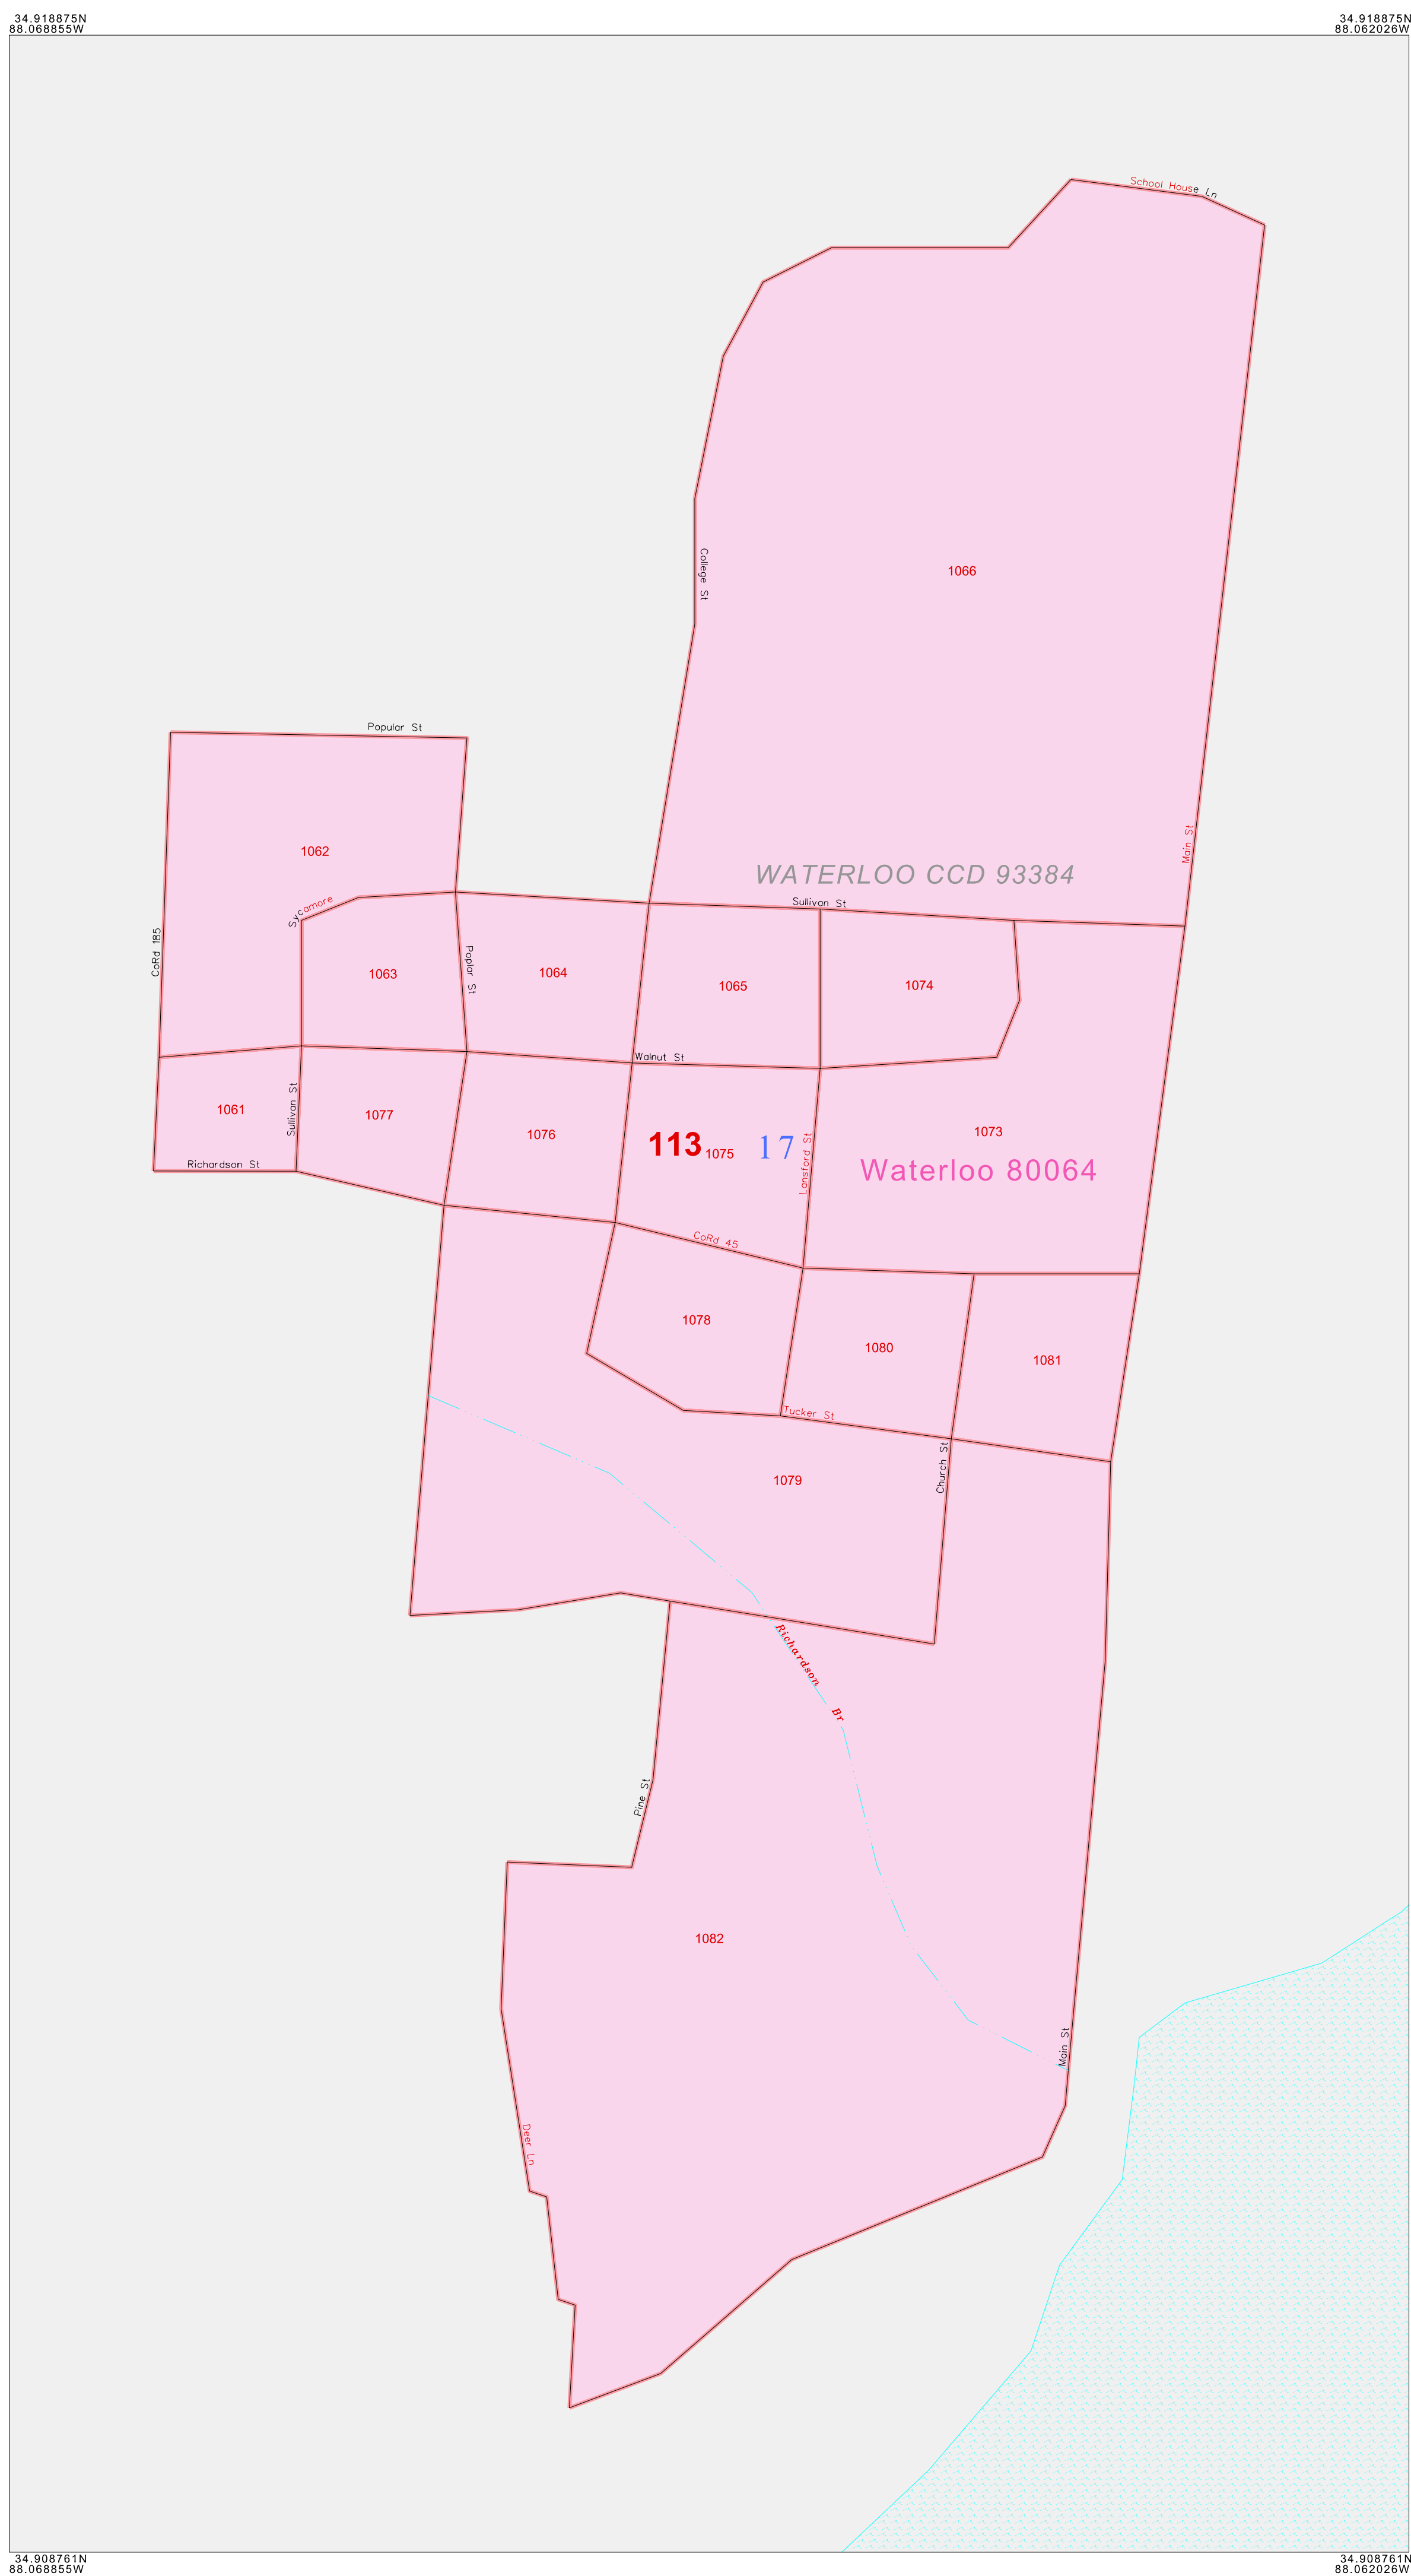 34.918875N
88.068855W
34.918875N
88.062026W
School House Ln
College St
1066
Popular St
Main St
1062
WATERLOO CCD 93384
Sullivan St
Sycamore
CoRd 185
Poplar St
1063
1064
1065
1074
Walnut St
Sullivan St
1061
1077
1076
113
1075
17
Lansford St
1073
Waterloo 80064
Richardson St
CoRd 45
1078
1080
1081
Tucker St
Church St
1079
Richardson Br
Pine St
1082
Main St
Deer Ln
34.908761N
88.068855W
34.908761N
88.062026W